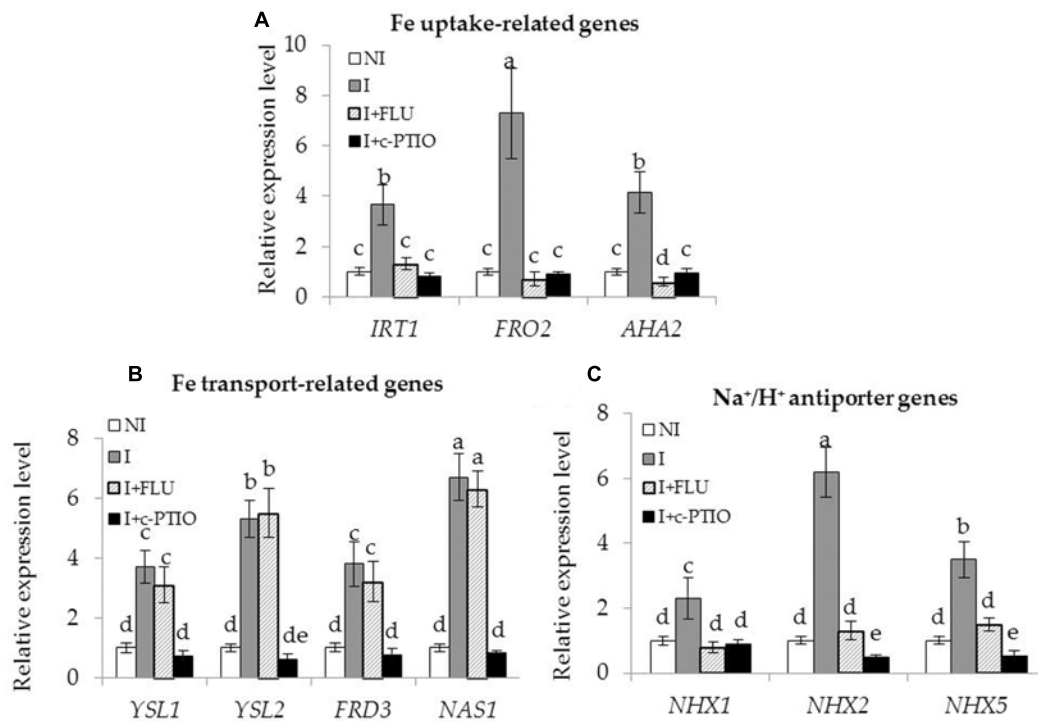 A
Fe uptake-related genes
Relative expression level
10
8
6
4
2
0
NI
I
I+FLU
I+c-PTIO
c b c c
c a c c
c b d c
IRT1 FRO2 AHA2
B
Fe transport-related genes
Relative expression level
8
6
4
2
0
NI
I
I+FLU
I+c-PTIO
d c c d
d b b de
d c c d
d a a d
YSL1 YSL2 FRD3 NAS1
C
Na⁺/H⁺ antiporter genes
Relative expression level
8
6
4
2
0
NI
I
I+FLU
I+c-PTIO
d c d d
d a d e
d b d e
NHX1 NHX2 NHX5